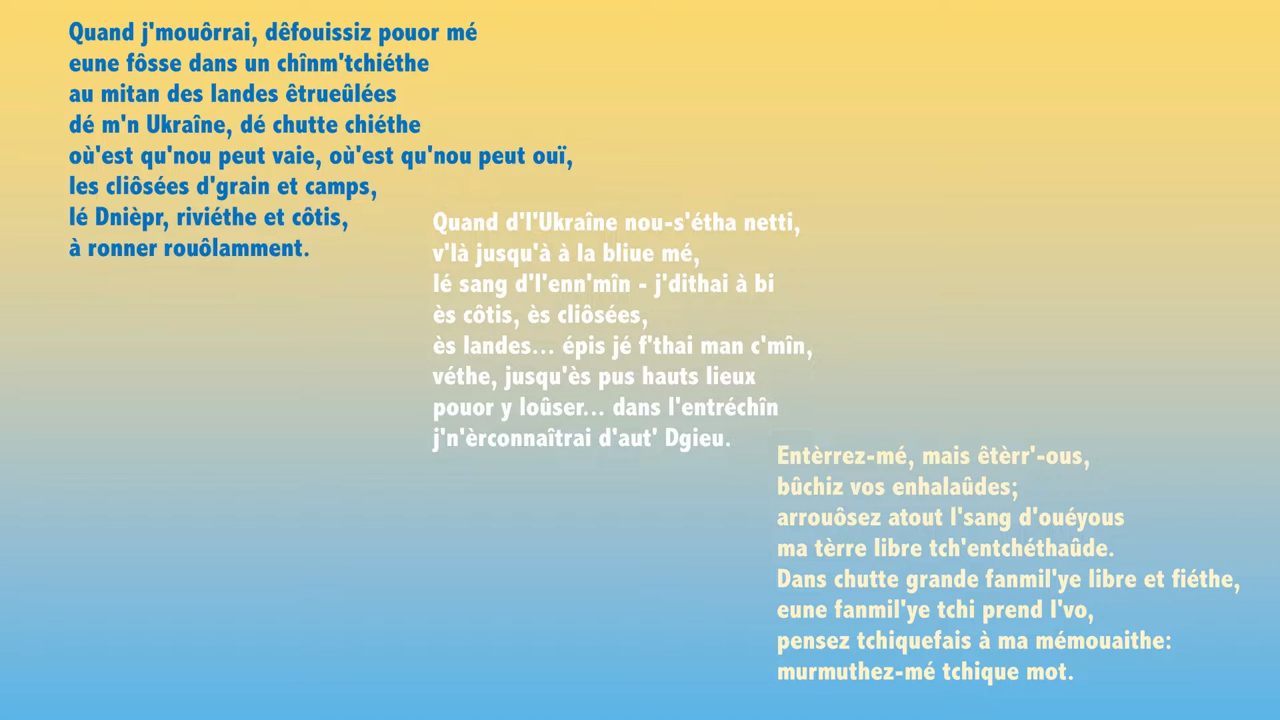 Quand j'mouôrrai, dêfouissiz pouor mé
eune fôsse dans un chînm'tchiéthe
au mitan des landes êtrueûlées
dé m'n Ukraîne, dé chutte chiéthe
où'est qu'nou peut vaie, où'est qu'nou peut ouï,
les cliôsées d'grain et camps,
lé Dnièpr, riviéthe et côtis,
à ronner rouôlamment.
Quand d'l'Ukraîne nou-s'étha netti,
v'là jusqu'à à la bliue mé,
lé sang d'l'enn'mîn - j'dithai à bi
ès côtis, ès cliôsées,
ès landes... épis jé f'thai man c'mîn,
véthe, jusqu'ès pus hauts lieux
pouor y loûser... dans l'entréchîn
j'n'èrconnaîtrai d'aut' Dgieu.
Entèrrez-mé, mais êtèrr'-ous,
bûchiz vos enhalaûdes;
arrouôsez atout l'sang d'ouéyous
ma tèrre libre tch'entchéthaûde.
Dans chutte grande fanmil'ye libre et fiéthe,
eune fanmil'ye tchi prend l'vo,
pensez tchiquefais à ma mémouaithe:
murmuthez-mé tchique mot.